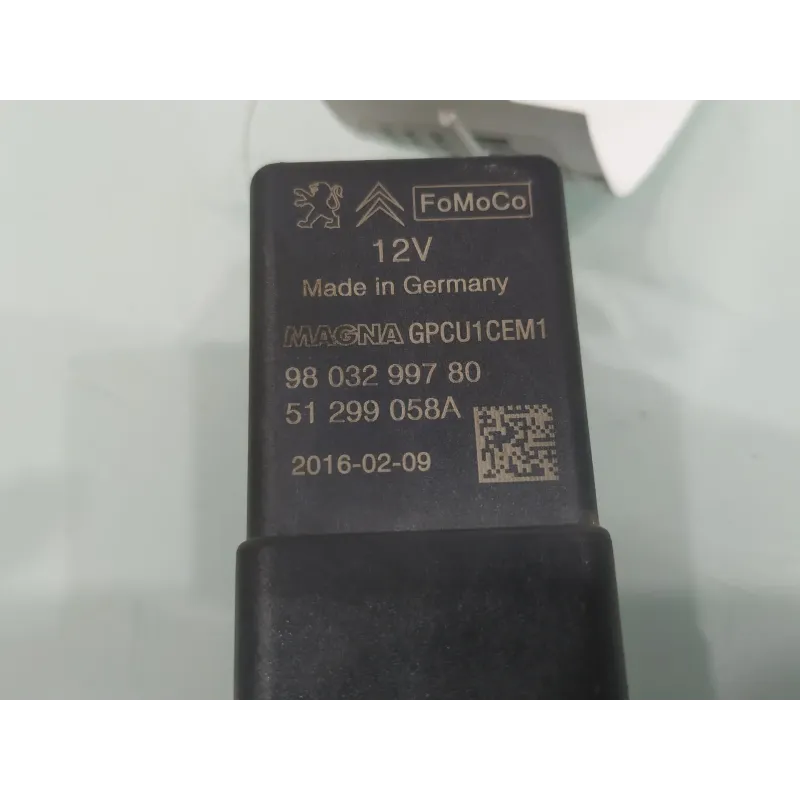 FoMoCo
12V
Made in Germany
MAGNA GPCU1CEM1
98 032 997 80
51 299 058A
2016-02-09